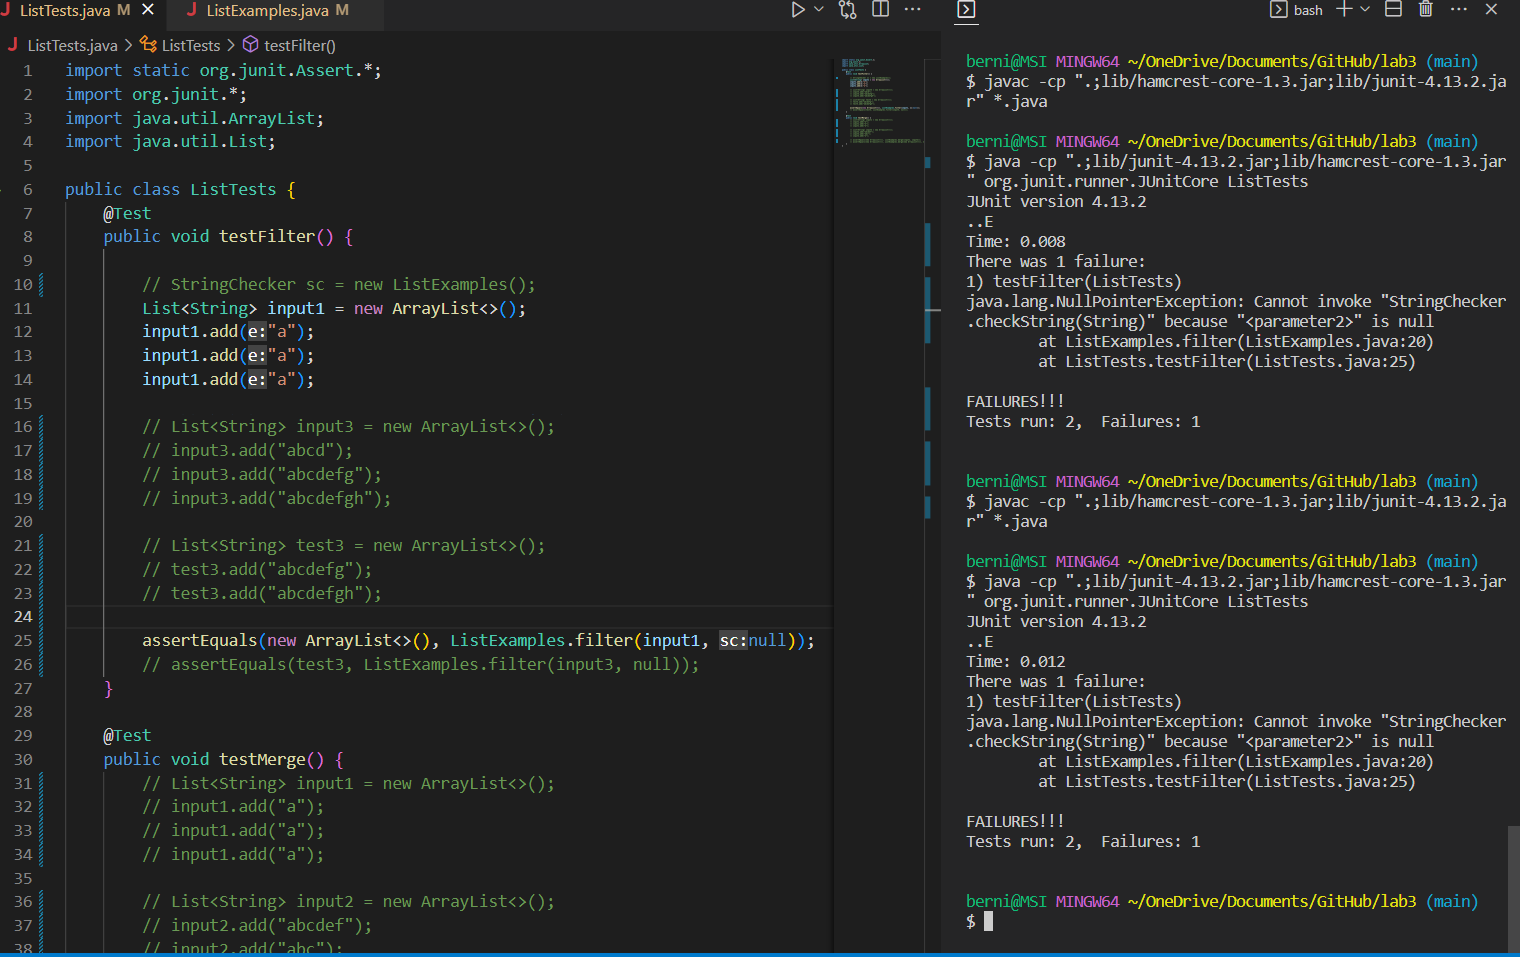 ListTests.java M
ListExamples.java M
bash
ListTests.java > ListTests > testFilter()
1 import static org.junit.Assert.*;
2 import org.junit.*;
3 import java.util.ArrayList;
4 import java.util.List;
5
6 public class ListTests {
7 @Test
8 public void testFilter() {
9
10 // StringChecker sc = new ListExamples();
11 List<String> input1 = new ArrayList<>();
12 input1.add(e:"a");
13 input1.add(e:"a");
14 input1.add(e:"a");
15
16 // List<String> input3 = new ArrayList<>();
17 // input3.add("abcd");
18 // input3.add("abcdefg");
19 // input3.add("abcdefgh");
20
21 // List<String> test3 = new ArrayList<>();
22 // test3.add("abcdefg");
23 // test3.add("abcdefgh");
24
25 assertEquals(new ArrayList<>(), ListExamples.filter(input1, sc:null));
26 // assertEquals(test3, ListExamples.filter(input3, null));
27 }
28
29 @Test
30 public void testMerge() {
31 // List<String> input1 = new ArrayList<>();
32 // input1.add("a");
33 // input1.add("a");
34 // input1.add("a");
35
36 // List<String> input2 = new ArrayList<>();
37 // input2.add("abcdef");
38 // input2.add("abc");
berni@MSI MINGW64 ~/OneDrive/Documents/GitHub/lab3 (main)
$ javac -cp ".;lib/hamcrest-core-1.3.jar;lib/junit-4.13.2.ja
r" *.java
berni@MSI MINGW64 ~/OneDrive/Documents/GitHub/lab3 (main)
$ java -cp ".;lib/junit-4.13.2.jar;lib/hamcrest-core-1.3.jar
" org.junit.runner.JUnitCore ListTests
JUnit version 4.13.2
..E
Time: 0.008
There was 1 failure:
1) testFilter(ListTests)
java.lang.NullPointerException: Cannot invoke "StringChecker
.checkString(String)" because "<parameter2>" is null
at ListExamples.filter(ListExamples.java:20)
at ListTests.testFilter(ListTests.java:25)
FAILURES!!!
Tests run: 2,  Failures: 1
berni@MSI MINGW64 ~/OneDrive/Documents/GitHub/lab3 (main)
$ javac -cp ".;lib/hamcrest-core-1.3.jar;lib/junit-4.13.2.ja
r" *.java
berni@MSI MINGW64 ~/OneDrive/Documents/GitHub/lab3 (main)
$ java -cp ".;lib/junit-4.13.2.jar;lib/hamcrest-core-1.3.jar
" org.junit.runner.JUnitCore ListTests
JUnit version 4.13.2
..E
Time: 0.012
There was 1 failure:
1) testFilter(ListTests)
java.lang.NullPointerException: Cannot invoke "StringChecker
.checkString(String)" because "<parameter2>" is null
at ListExamples.filter(ListExamples.java:20)
at ListTests.testFilter(ListTests.java:25)
FAILURES!!!
Tests run: 2,  Failures: 1
berni@MSI MINGW64 ~/OneDrive/Documents/GitHub/lab3 (main)
$